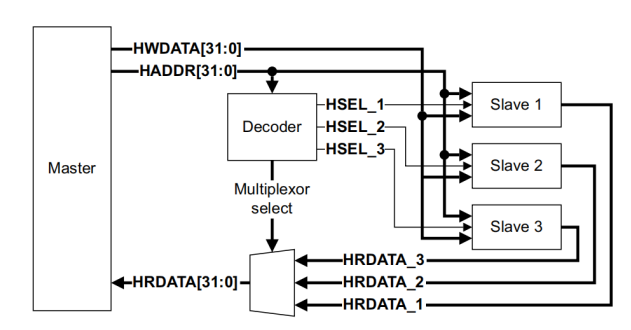 HWDATA[31:0]
HADDR[31:0]
Master
Decoder
HSEL_1
HSEL_2
HSEL_3
Slave 1
Slave 2
Slave 3
Multiplexor
select
HRDATA[31:0]
HRDATA_3
HRDATA_2
HRDATA_1